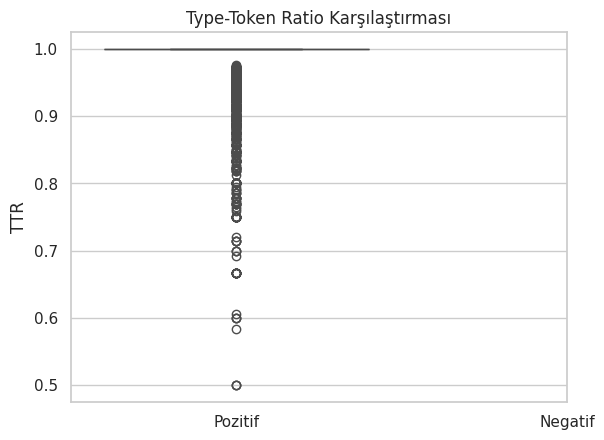 Type-Token Ratio Karşılaştırması
1.0
0.9
0.8
0.7
0.6
0.5
TTR
Pozitif
Negatif